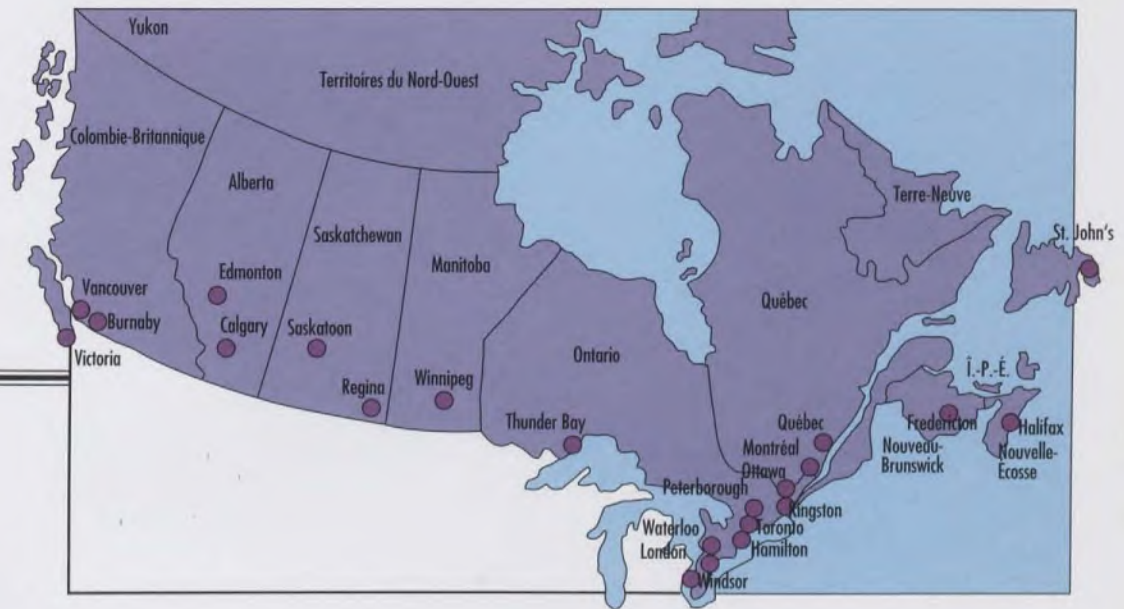 Yukon
Territoires du Nord-Ouest
Colombie-Britannique
Alberta
Saskatchewan
Manitoba
Terre-Neuve
St. John's
Edmonton
Vancouver
Burnaby
Calgary
Saskatoon
Victoria
Ontario
Québec
Î.-P.-É.
Regina
Winnipeg
Thunder Bay
Québec
Fredericton
Halifax
Montréal
Nouveau-
Brunswick
Nouvelle-
Écosse
Ottawa
Peterborough
Kingston
Waterloo
Toronto
London
Hamilton
Windsor